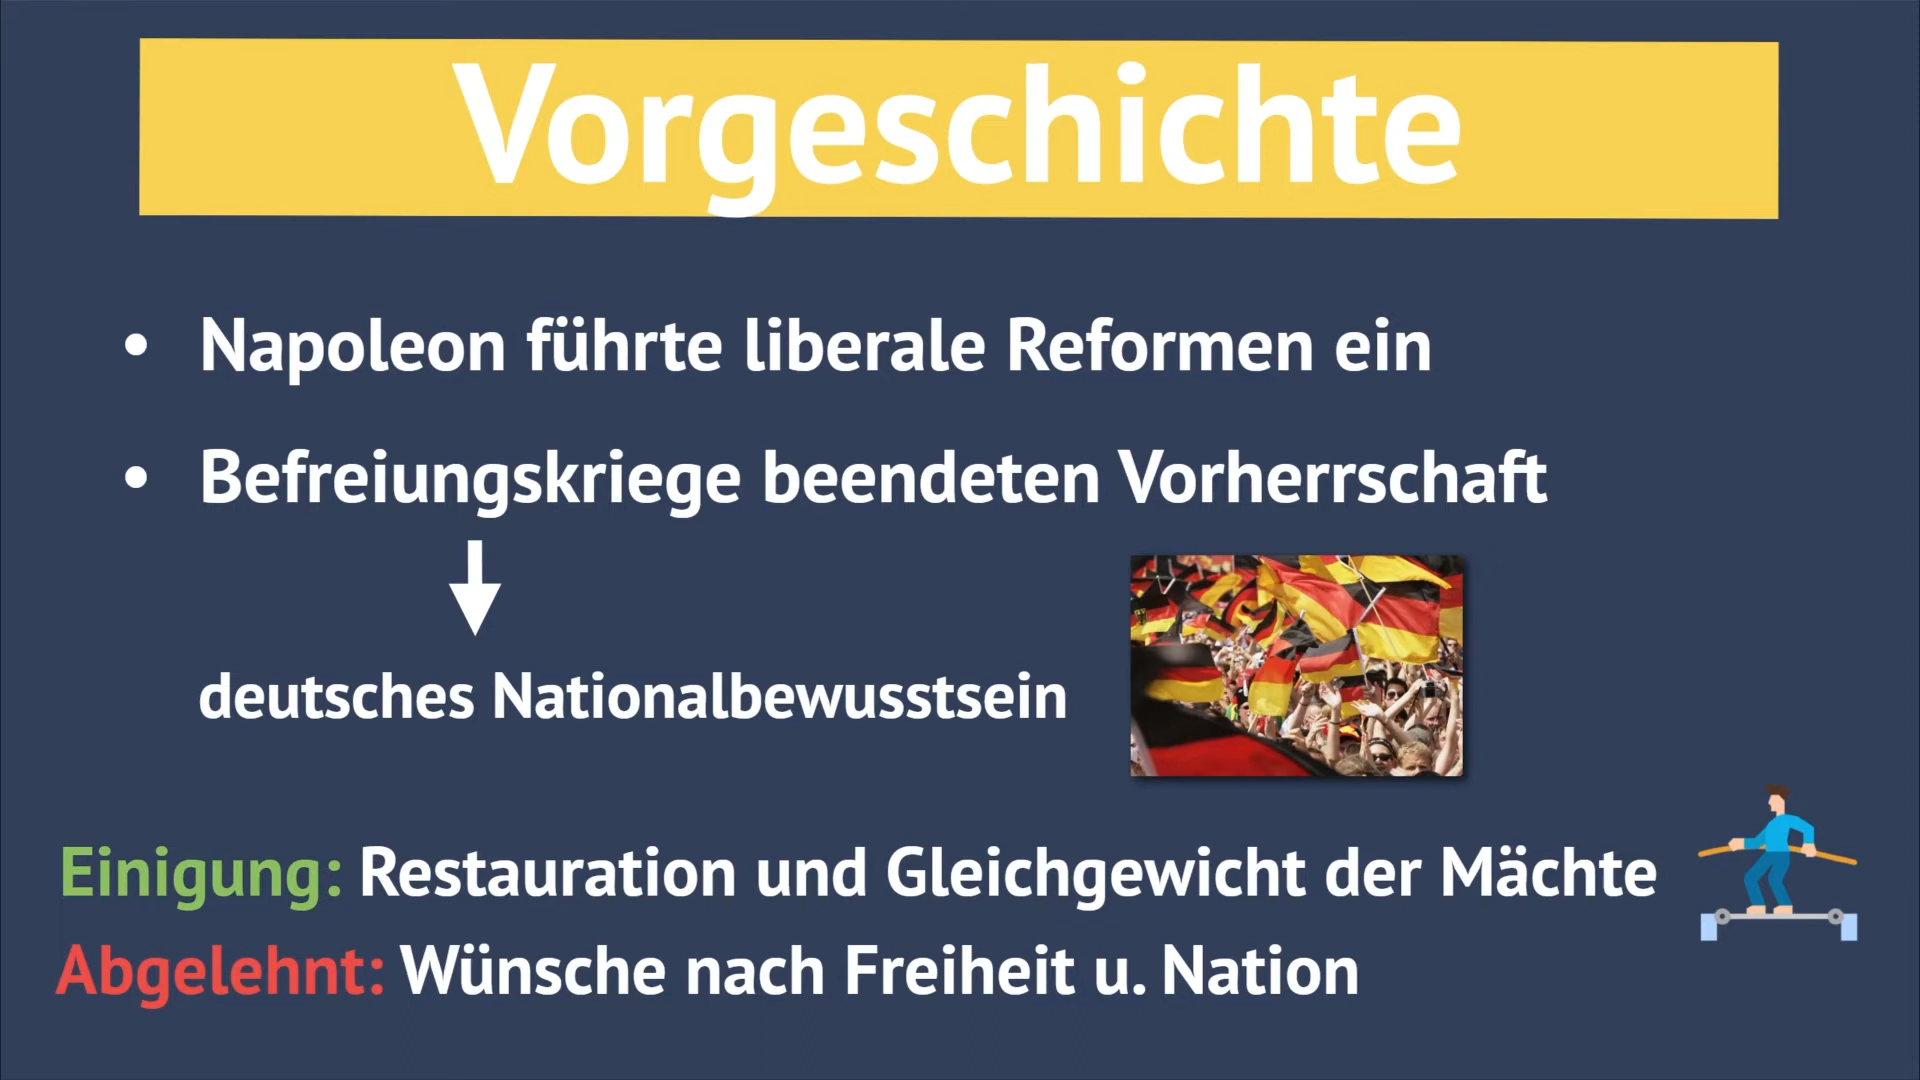 Vorgeschichte
• Napoleon führte liberale Reformen ein
• Befreiungskriege beendeten Vorherrschaft
deutsches Nationalbewusstsein
Einigung: Restauration und Gleichgewicht der Mächte
Abgelehnt: Wünsche nach Freiheit u. Nation